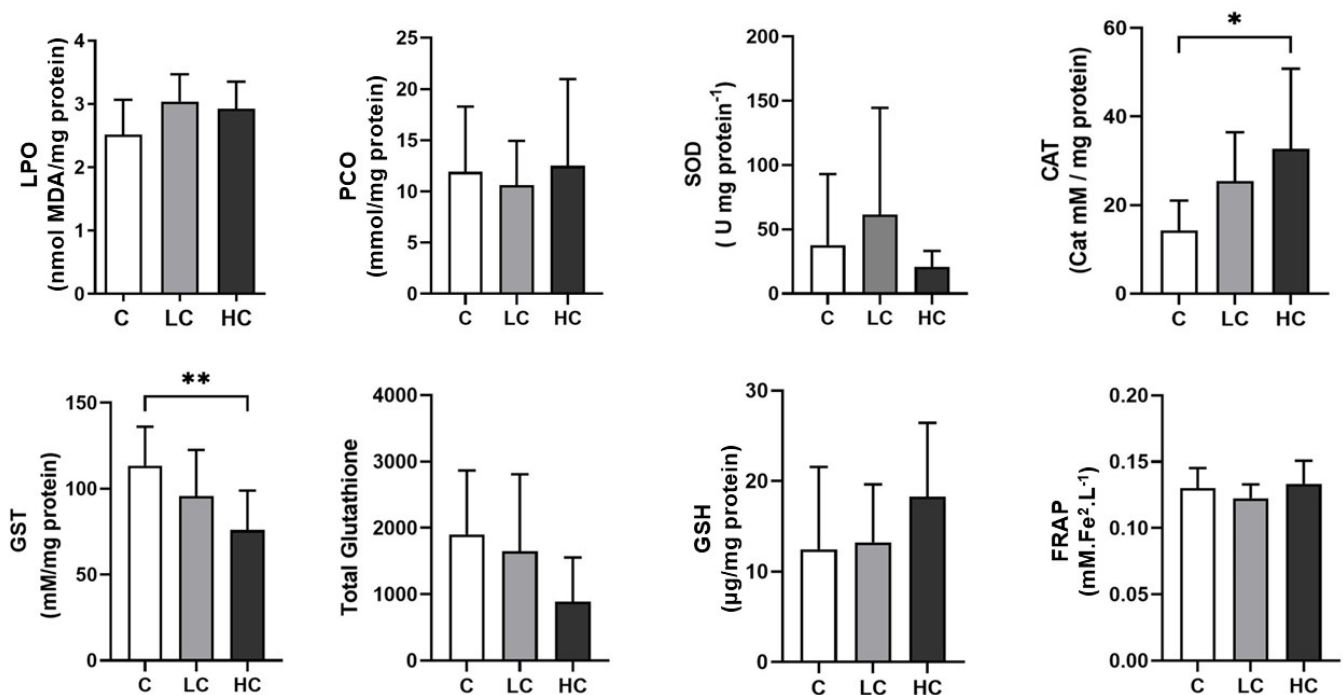 LPO
(nmol MDA/mg protein)
4
3
2
1
0
C LC HC
PCO
(mmol/mg protein)
25
20
15
10
5
0
C LC HC
SOD
( U mg protein-1)
200
150
100
50
0
C LC HC
CAT
(Cat mM / mg protein)
60
40
20
0
*
C LC HC
GST
(mM/mg protein)
150
100
50
0
**
C LC HC
Total Glutathione
4000
3000
2000
1000
0
C LC HC
GSH
(µg/mg protein)
30
20
10
0
C LC HC
FRAP
(mM.Fe².L-¹)
0.20
0.15
0.10
0.05
0.00
C LC HC